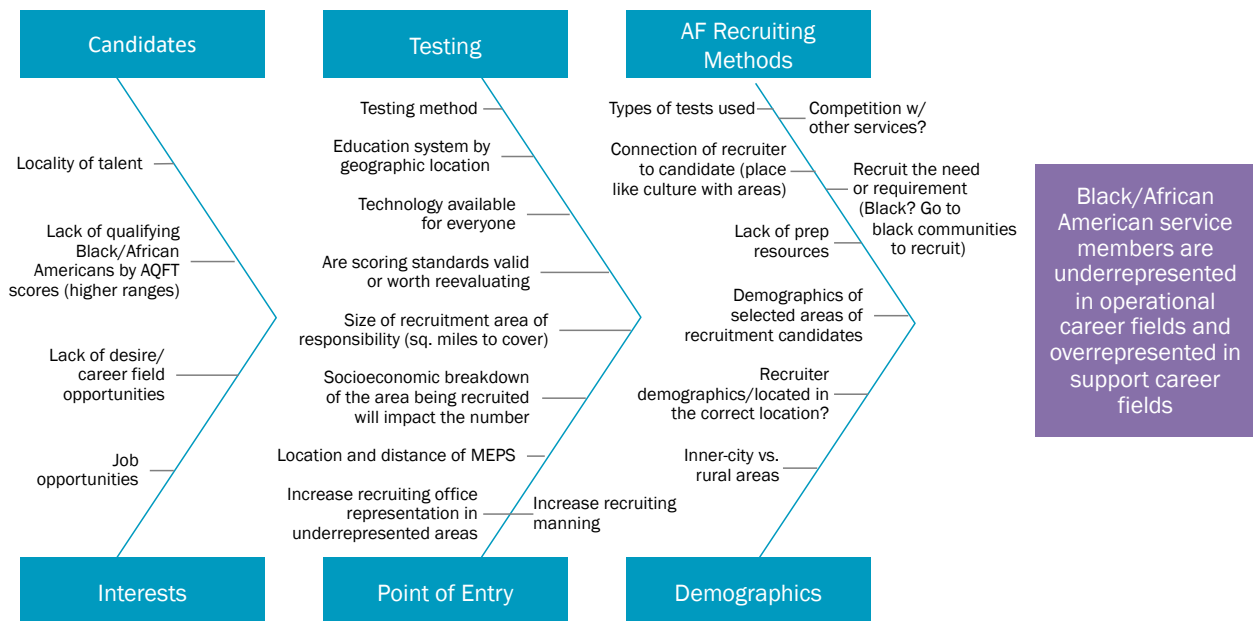 Candidates
Testing
AF Recruiting
Methods
Locality of talent
Lack of qualifying
Black/African
Americans by AQFT
scores (higher ranges)
Lack of desire/
career field
opportunities
Job
opportunities
Testing method
Education system by
geographic location
Technology available
for everyone
Are scoring standards valid
or worth reevaluating
Size of recruitment area of
responsibility (sq. miles to cover)
Socioeconomic breakdown
of the area being recruited
will impact the number
Location and distance of MEPS
Increase recruiting office
representation in
underrepresented areas
Increase recruiting
manning
Types of tests used
Competition w/
other services?
Connection of recruiter
to candidate (place
like culture with areas)
Recruit the need
or requirement
(Black? Go to
black communities
to recruit)
Lack of prep
resources
Demographics of
selected areas of
recruitment candidates
Recruiter
demographics/located in
the correct location?
Inner-city vs.
rural areas
Black/African
American service
members are
underrepresented
in operational
career fields and
overrepresented in
support career
fields
Interests
Point of Entry
Demographics